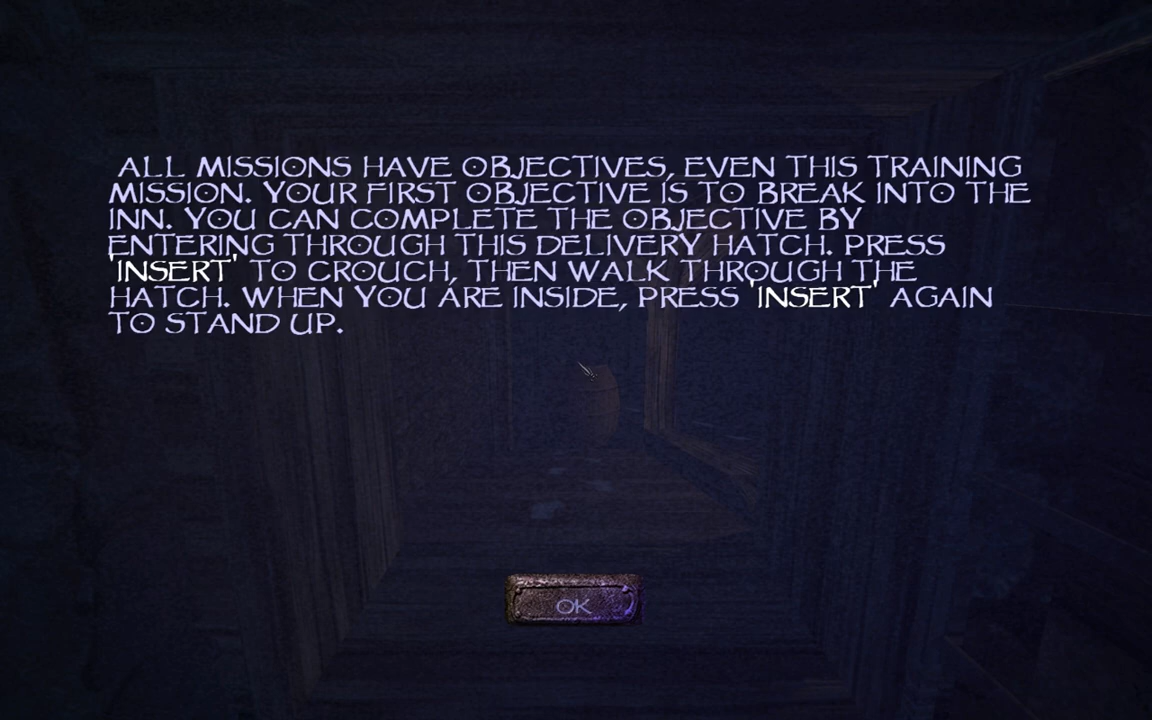 ALL MISSIONS HAVE OBJECTIVES, EVEN THIS TRAINING
MISSION. YOUR FIRST OBJECTIVE IS TO BREAK INTO THE
INN. YOU CAN COMPLETE THE OBJECTIVE BY
ENTERING THROUGH THIS DELIVERY HATCH. PRESS
'INSERT' TO CROUCH, THEN WALK THROUGH THE
HATCH. WHEN YOU ARE INSIDE, PRESS 'INSERT' AGAIN
TO STAND UP.
OK